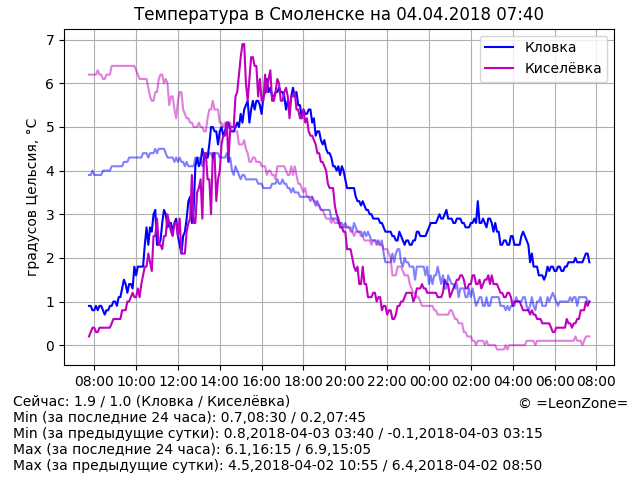 Температура в Смоленске на 04.04.2018 07:40
градусов Цельсия, °C
7
6
5
4
3
2
1
0
Кловка
Киселёвка
08:00 10:00 12:00 14:00 16:00 18:00 20:00 22:00 00:00 02:00 04:00 06:00 08:00
Сейчас: 1.9 / 1.0 (Кловка / Киселёвка)
© =LeonZone=
Min (за последние 24 часа): 0.7,08:30 / 0.2,07:45
Min (за предыдущие сутки): 0.8,2018-04-03 03:40 / -0.1,2018-04-03 03:15
Max (за последние 24 часа): 6.1,16:15 / 6.9,15:05
Max (за предыдущие сутки): 4.5,2018-04-02 10:55 / 6.4,2018-04-02 08:50